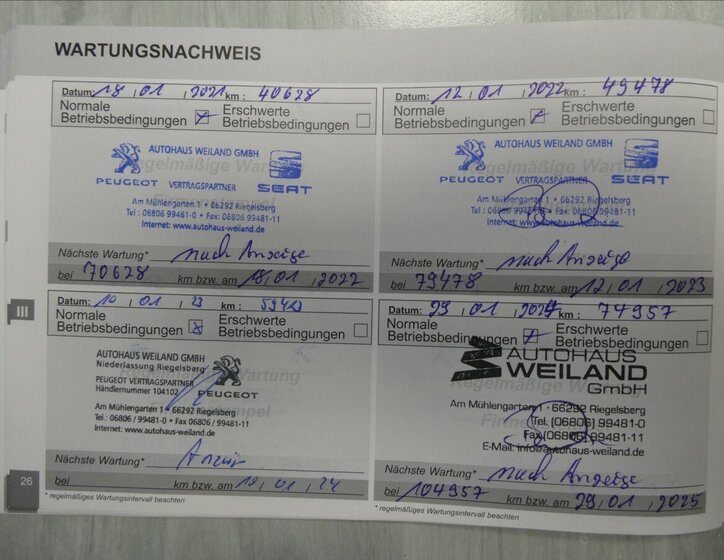 WARTUNGSNACHWEIS
Datum: 18 , 01 , 2021 km : 40628
Normale Betriebsbedingungen ☒ Erschwerte Betriebsbedingungen ☐
AUTOHAUS WEILAND GMBH
PEUGEOT VERTRAGSPARTNER SEAT
Am Mühlengarten 1 • 66292 Riegelsberg
Tel : 06806 99481-0 • Fax: 06806 99481-11
Internet: www.autohaus-weiland.de
Nächste Wartung* nach Anzeige
bei 70628 km bzw. am 18,01 , 2022
Datum: 12 , 01 , 2022 km : 49478
Normale Betriebsbedingungen ☒ Erschwerte Betriebsbedingungen ☐
Regelmäßige Wartung
AUTOHAUS WEILAND GMBH
PEUGEOT VERTRAGSPARTNER SEAT
Am Mühlengarten 1 • 66292 Riegelsberg
Tel : 06806 99481-0 • Fax: 06806 99481-11
Internet: www.autohaus-weiland.de
Nächste Wartung* nach Anzeige
bei 79478 km bzw. am 12,01 , 2023
Datum: 10 , 01 , 23 km :
Normale Betriebsbedingungen ☒ Erschwerte Betriebsbedingungen ☐
AUTOHAUS WEILAND GMBH
Niederlassung Riegelsberg
PEUGEOT VERTRAGSPARTNER
Händlernummer 104102
PEUGEOT
Am Mühlengarten 1 • 66292 Riegelsberg
Tel.: 06806 / 99481-0 • Fax: 06806 / 99481-11
Internet: www.autohaus-weiland.de
Nächste Wartung*
bei km bzw. am 10 , 01 , 24
* regelmäßiges Wartungsintervall beachten
Datum: 29 , 01 , 2024 km : 74957
Normale Betriebsbedingungen ☒ Erschwerte Betriebsbedingungen ☐
AUTOHAUS
WEILAND
GmbH
Am Mühlengarten 1 • 66292 Riegelsberg
Tel. (06806) 99481-0
Fax: (06806) 99481-11
E-Mail: info@autohaus-weiland.de
Nächste Wartung* nach Anzeige
bei 104957 km bzw. am 29,01 , 2025
* regelmäßiges Wartungsintervall beachten
III
26